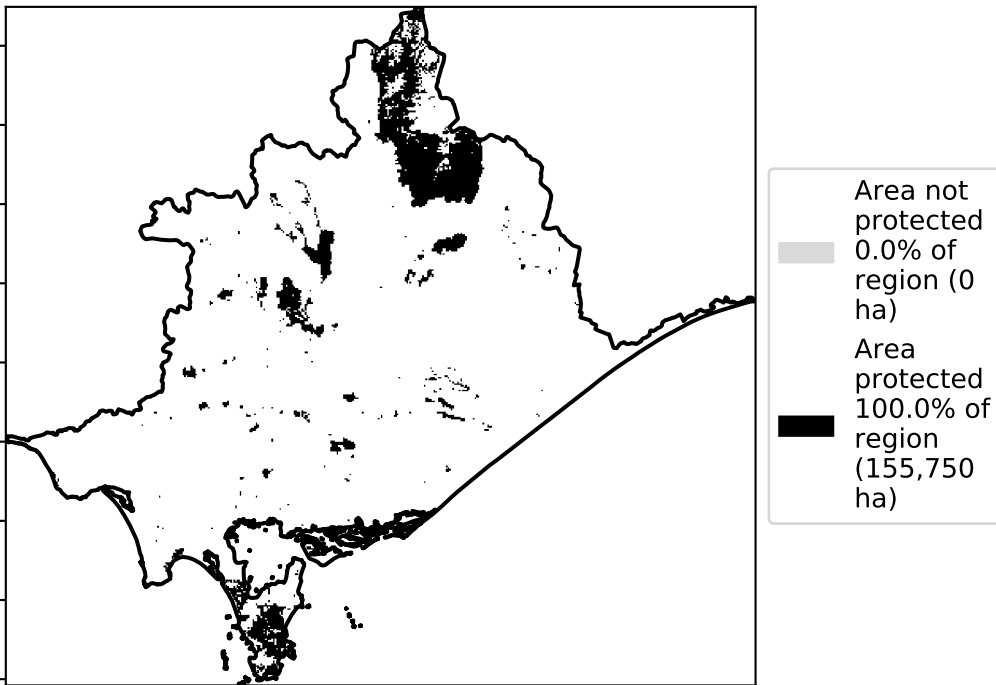 Area not
protected
0.0% of
region (0
ha)
Area
protected
100.0% of
region
(155,750
ha)